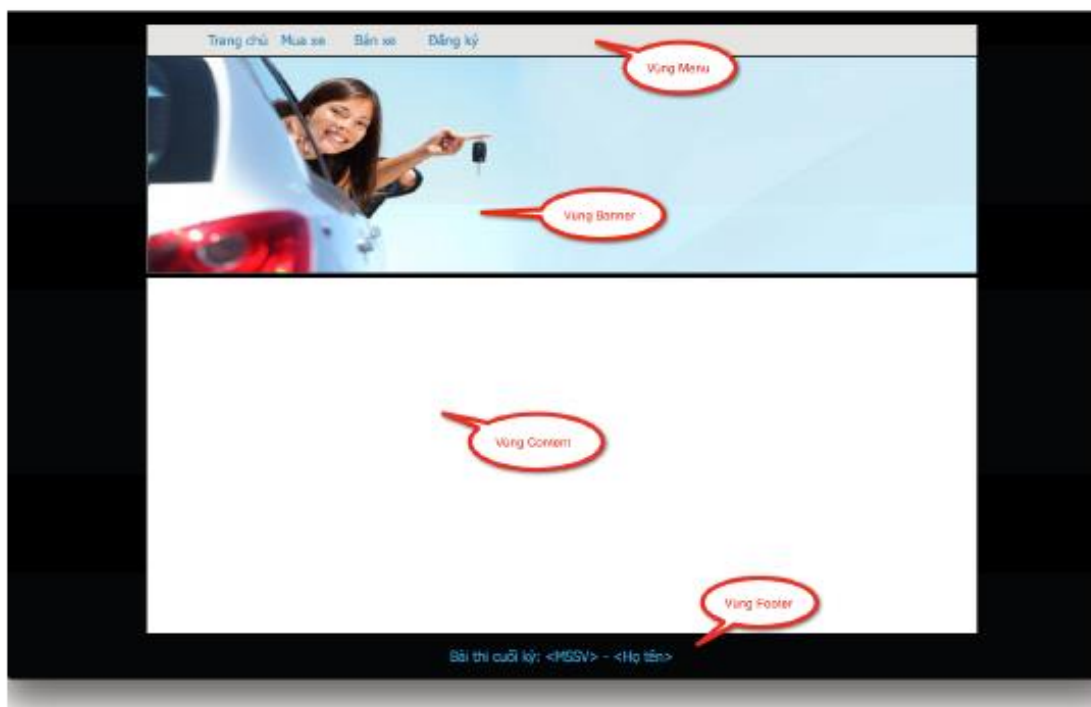 Trang chủ Mua xe Bán xe Đăng ký
Vùng Menu
Vùng Banner
Vùng Content
Vùng Footer
Bài thi cuối kỳ: <MSSV> - <Họ tên>